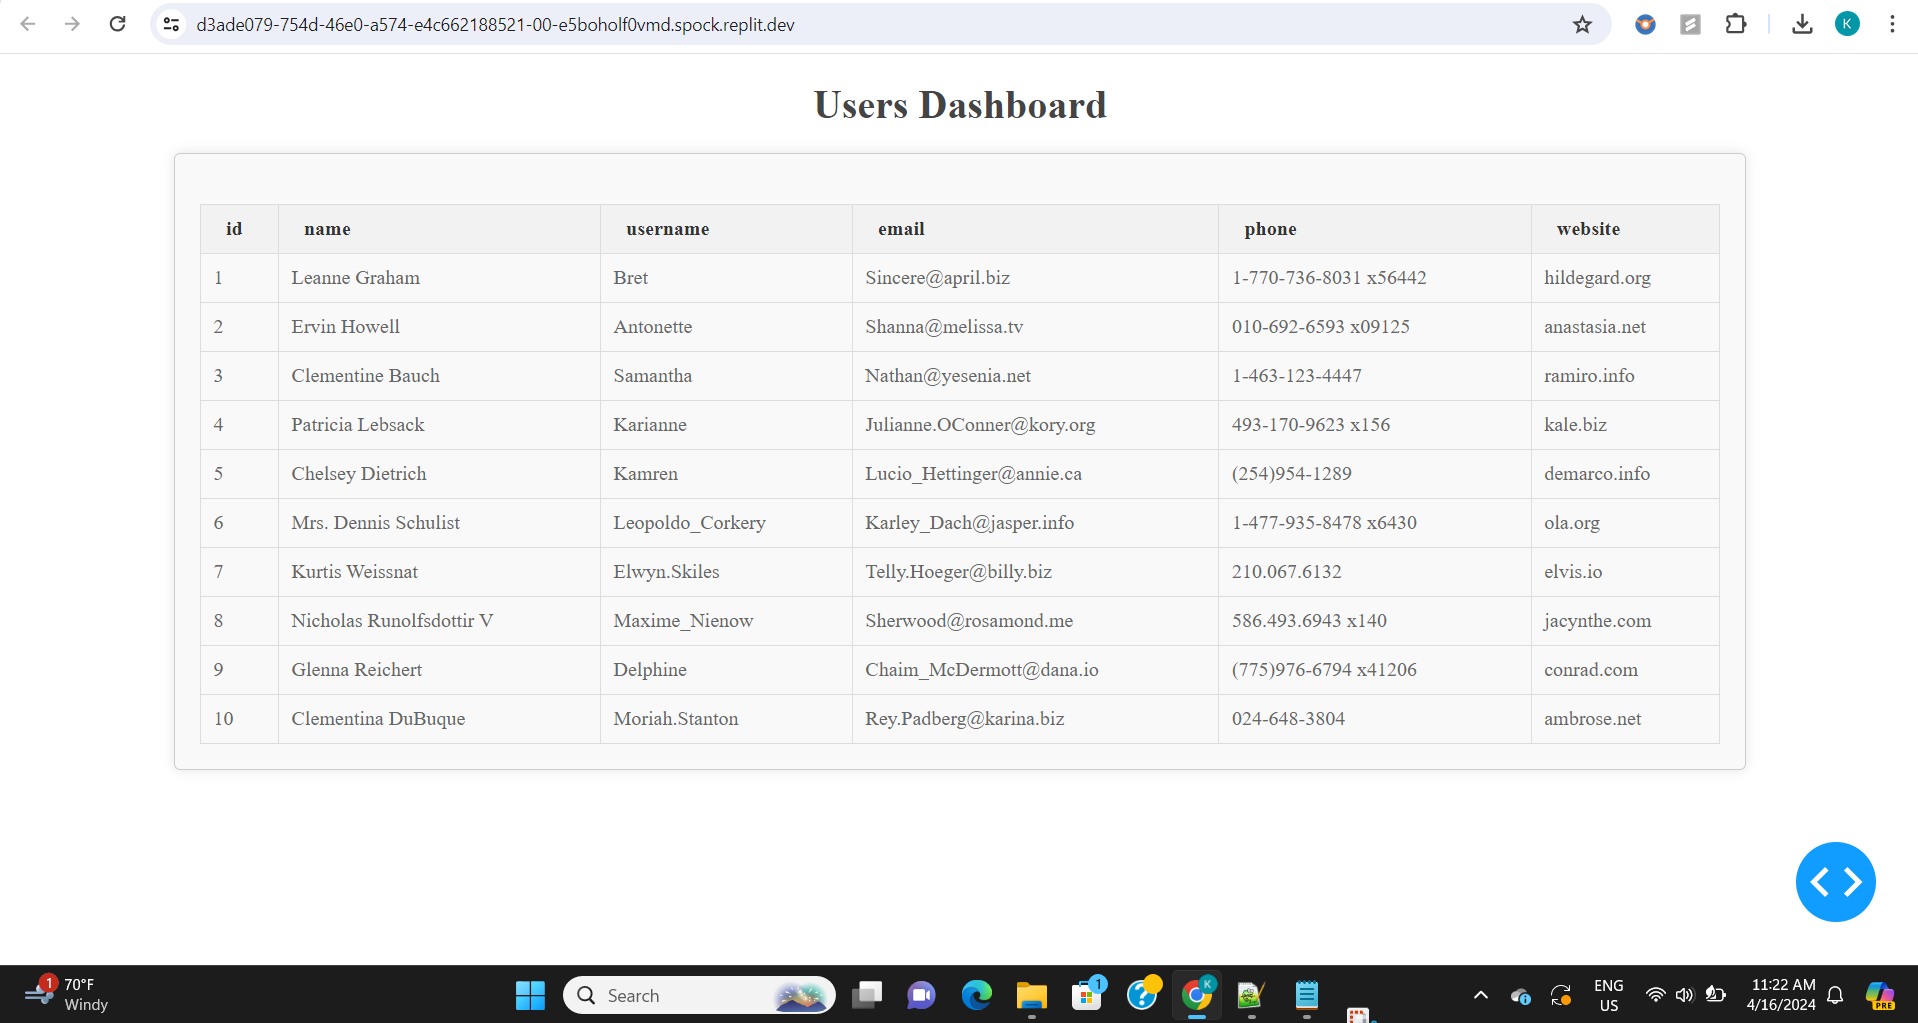 d3ade079-754d-46e0-a574-e4c662188521-00-e5boholf0vmd.spock.replit.dev
K
Users Dashboard
id name username email phone website
1 Leanne Graham Bret Sincere@april.biz 1-770-736-8031 x56442 hildegard.org
2 Ervin Howell Antonette Shanna@melissa.tv 010-692-6593 x09125 anastasia.net
3 Clementine Bauch Samantha Nathan@yesenia.net 1-463-123-4447 ramiro.info
4 Patricia Lebsack Karianne Julianne.OConner@kory.org 493-170-9623 x156 kale.biz
5 Chelsey Dietrich Kamren Lucio_Hettinger@annie.ca (254)954-1289 demarco.info
6 Mrs. Dennis Schulist Leopoldo_Corkery Karley_Dach@jasper.info 1-477-935-8478 x6430 ola.org
7 Kurtis Weissnat Elwyn.Skiles Telly.Hoeger@billy.biz 210.067.6132 elvis.io
8 Nicholas Runolfsdottir V Maxime_Nienow Sherwood@rosamond.me 586.493.6943 x140 jacynthe.com
9 Glenna Reichert Delphine Chaim_McDermott@dana.io (775)976-6794 x41206 conrad.com
10 Clementina DuBuque Moriah.Stanton Rey.Padberg@karina.biz 024-648-3804 ambrose.net
1 70°F
Windy
Search
1
K
ENG
US
11:22 AM
4/16/2024
PRE